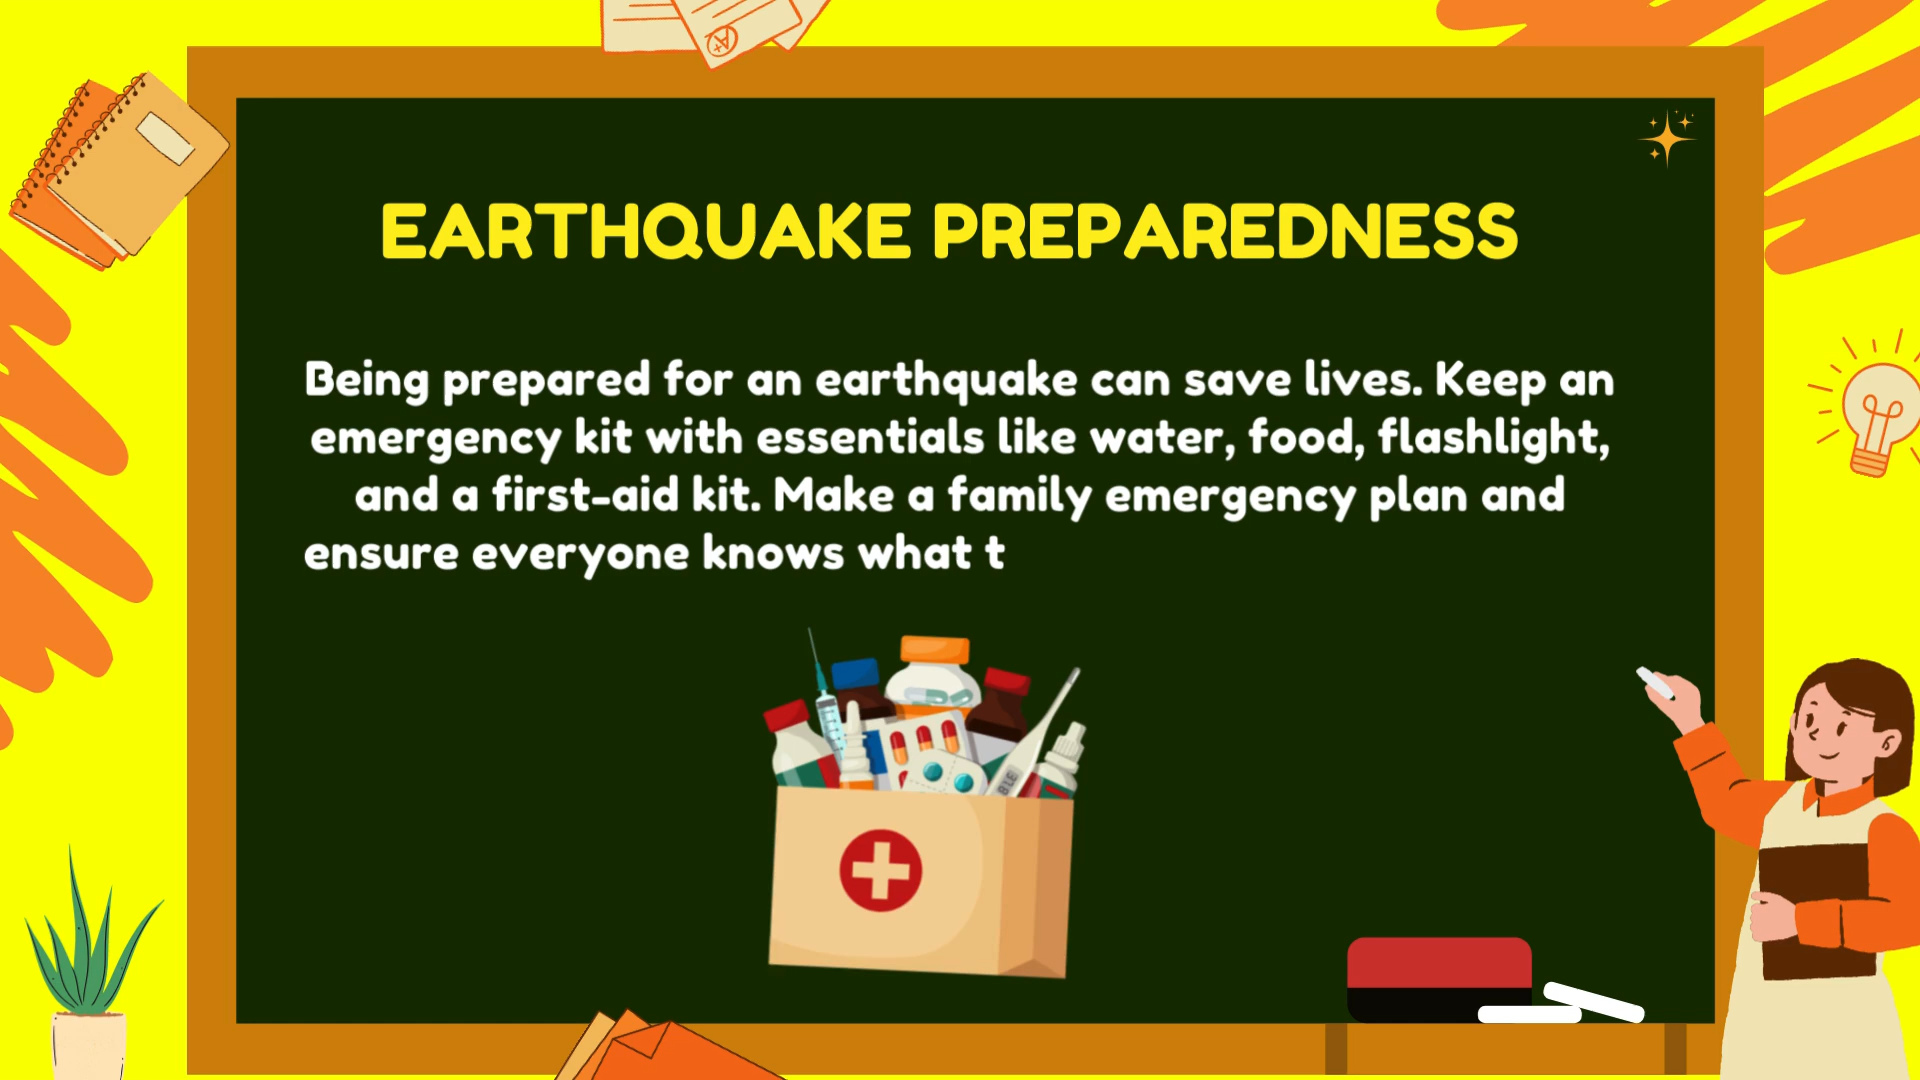 A+
EARTHQUAKE PREPAREDNESS
Being prepared for an earthquake can save lives. Keep an
emergency kit with essentials like water, food, flashlight,
and a first-aid kit. Make a family emergency plan and
ensure everyone knows what t